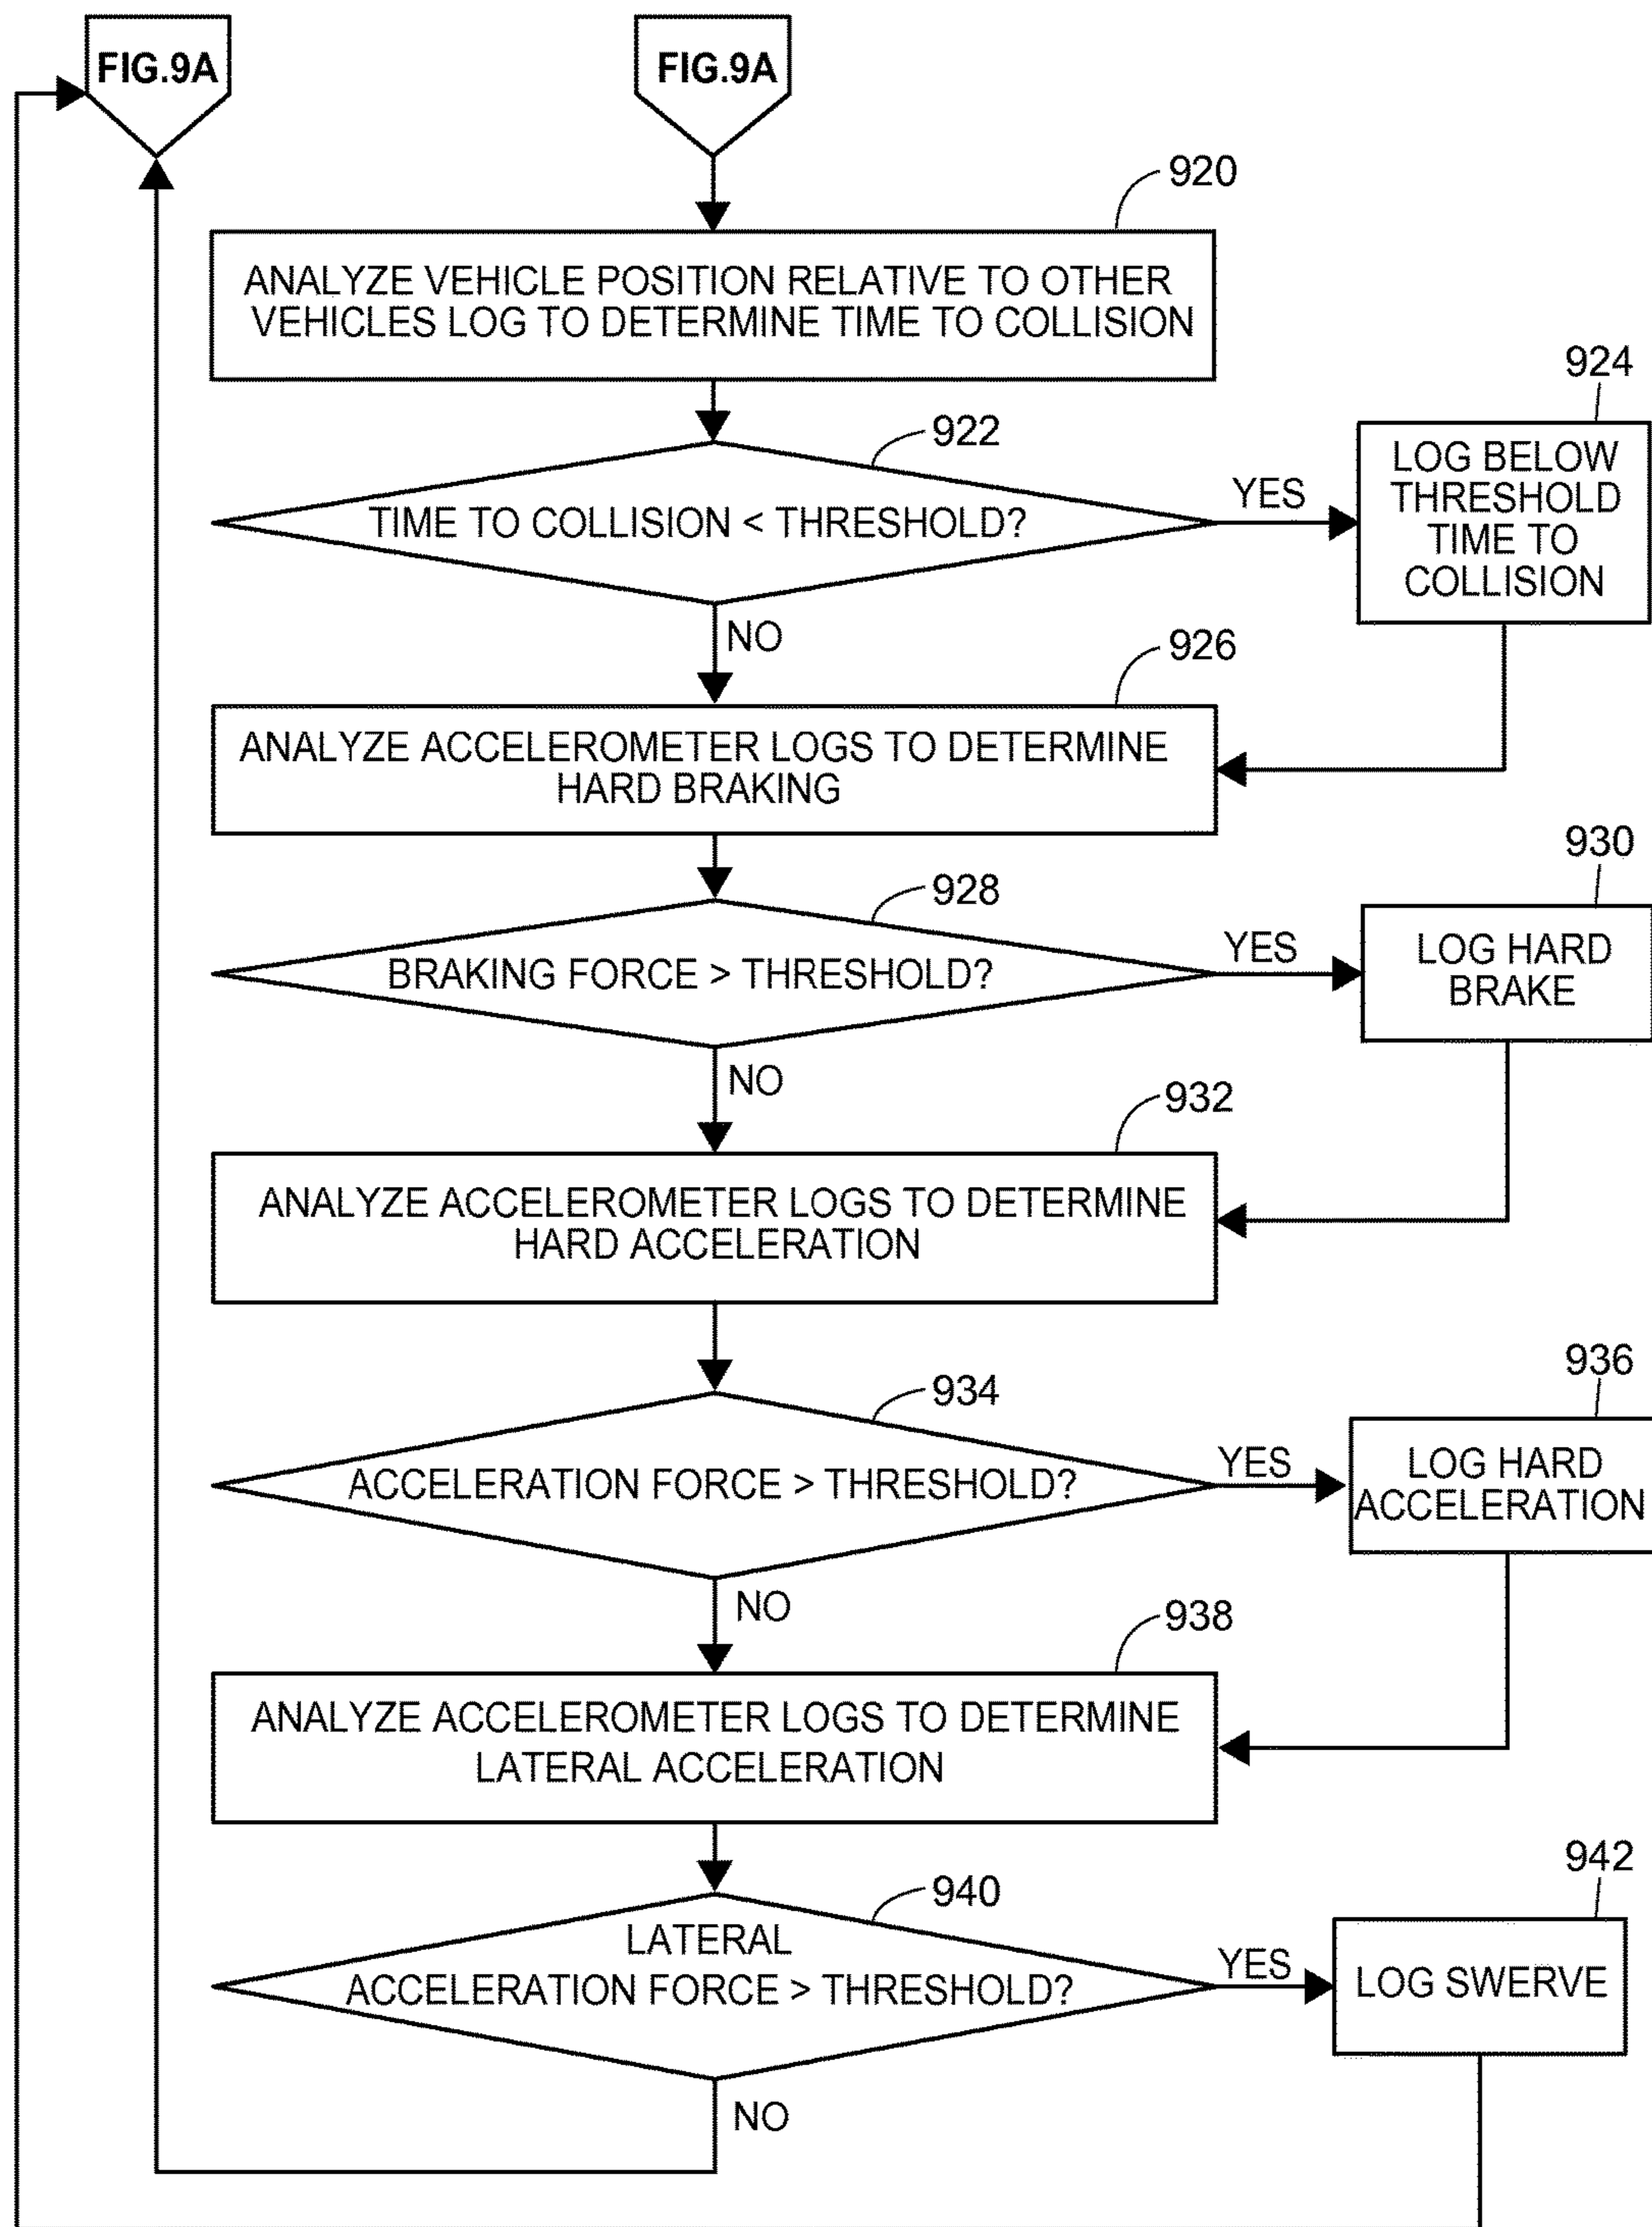 FIG.9A
FIG.9A
920
ANALYZE VEHICLE POSITION RELATIVE TO OTHER
VEHICLES LOG TO DETERMINE TIME TO COLLISION
922
TIME TO COLLISION < THRESHOLD?
YES
924
LOG BELOW
THRESHOLD
TIME TO
COLLISION
NO
926
ANALYZE ACCELEROMETER LOGS TO DETERMINE
HARD BRAKING
928
BRAKING FORCE > THRESHOLD?
YES
930
LOG HARD
BRAKE
NO
932
ANALYZE ACCELEROMETER LOGS TO DETERMINE
HARD ACCELERATION
934
ACCELERATION FORCE > THRESHOLD?
YES
936
LOG HARD
ACCELERATION
NO
938
ANALYZE ACCELEROMETER LOGS TO DETERMINE
LATERAL ACCELERATION
940
LATERAL
ACCELERATION FORCE > THRESHOLD?
YES
942
LOG SWERVE
NO